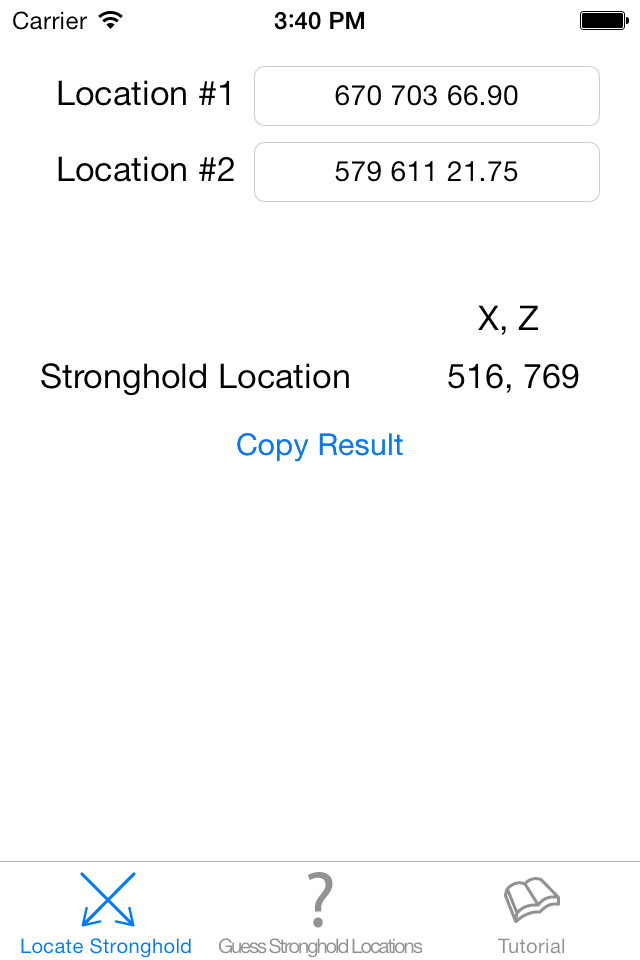 Carrier 3:40 PM
Location #1 670 703 66.90
Location #2 579 611 21.75
X, Z
Stronghold Location 516, 769
Copy Result
Locate Stronghold Guess Stronghold Locations Tutorial